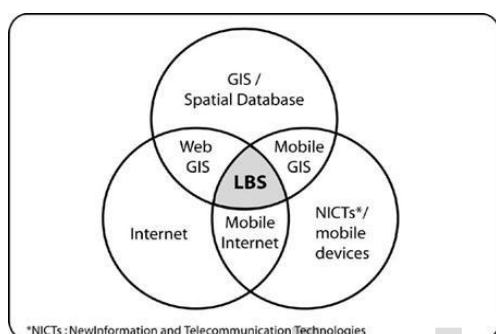 GIS /
Spatial Database
Web
GIS
Mobile
GIS
LBS
Internet
Mobile
Internet
NICTs*/
mobile
devices
*NICTs : NewInformation and Telecommunication Technologies